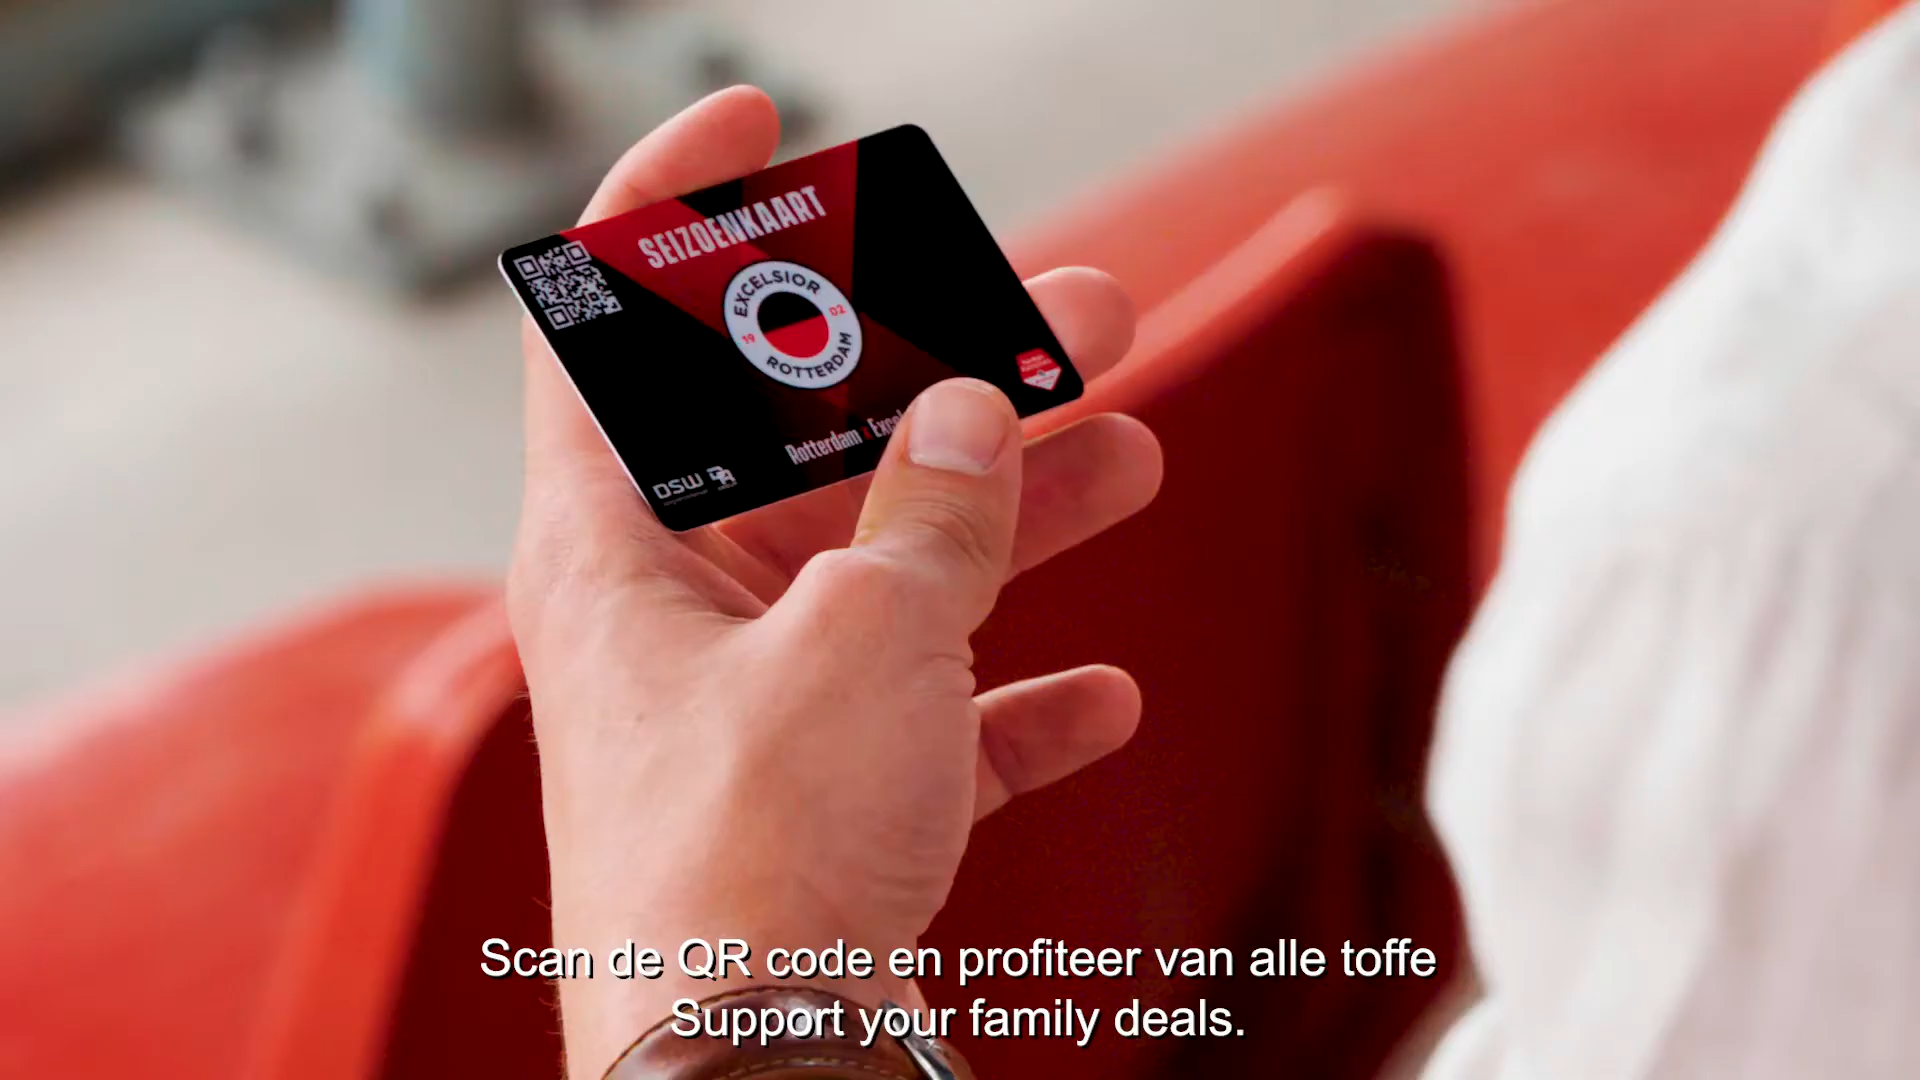 SEIZOENKAART
EXCELSIOR
19 02
ROTTERDAM
Rotterdam
DSW
Scan de QR code en profiteer van alle toffe
Support your family deals.